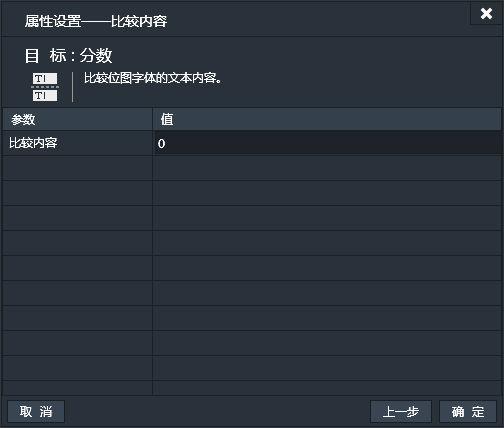 属性设置——比较内容
目 标:分数
比较位图字体的文本内容。
T|
T|
参数 值
比较内容 0
取 消 上一步 确 定